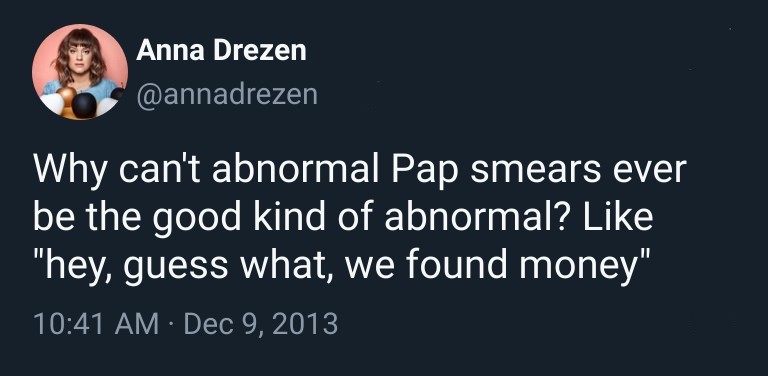 Anna Drezen
@annadrezen
Why can't abnormal Pap smears ever
be the good kind of abnormal? Like
"hey, guess what, we found money"
10:41 AM · Dec 9, 2013